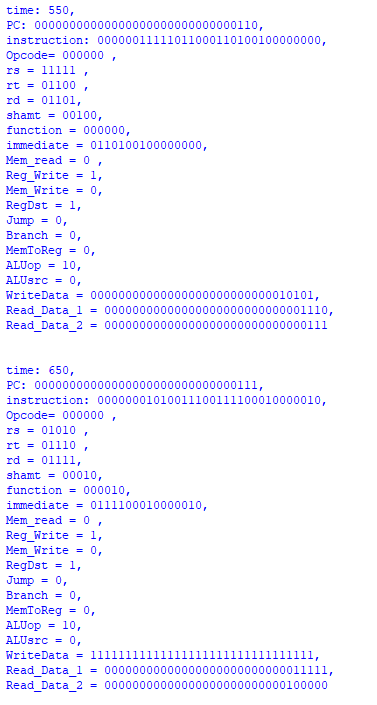 time: 550,
PC: 00000000000000000000000000000110,
instruction: 00000011111011000110100100000000,
Opcode= 000000 ,
rs = 11111 ,
rt = 01100 ,
rd = 01101,
shamt = 00100,
function = 000000,
immediate = 0110100100000000,
Mem_read = 0 ,
Reg_Write = 1,
Mem_Write = 0,
RegDst = 1,
Jump = 0,
Branch = 0,
MemToReg = 0,
ALUop = 10,
ALUsrc = 0,
WriteData = 00000000000000000000000000010101,
Read_Data_1 = 00000000000000000000000000001110,
Read_Data_2 = 00000000000000000000000000000111
time: 650,
PC: 00000000000000000000000000000111,
instruction: 00000001010011100111100010000010,
Opcode= 000000 ,
rs = 01010 ,
rt = 01110 ,
rd = 01111,
shamt = 00010,
function = 000010,
immediate = 0111100010000010,
Mem_read = 0 ,
Reg_Write = 1,
Mem_Write = 0,
RegDst = 1,
Jump = 0,
Branch = 0,
MemToReg = 0,
ALUop = 10,
ALUsrc = 0,
WriteData = 11111111111111111111111111111111,
Read_Data_1 = 00000000000000000000000000011111,
Read_Data_2 = 00000000000000000000000000100000